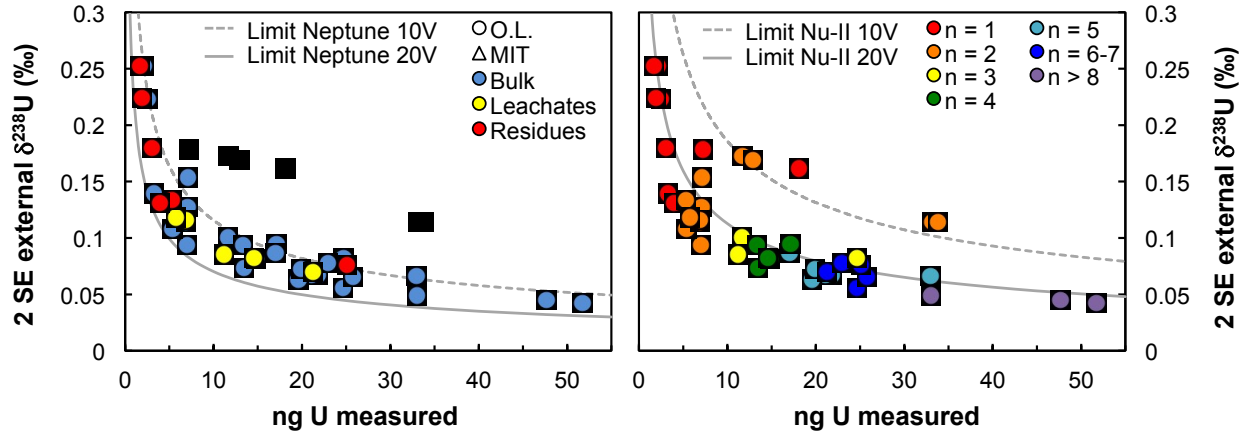 2 SE external δ²³⁸U (‰)
0.3
0.25
0.2
0.15
0.1
0.05
0
Limit Neptune 10V
Limit Neptune 20V
O.L.
MIT
Bulk
Leachates
Residues
0 10 20 30 40 50
ng U measured
Limit Nu-II 10V
Limit Nu-II 20V
n = 1
n = 2
n = 3
n = 4
n = 5
n = 6-7
n > 8
0 10 20 30 40 50
ng U measured
0.3
0.25
0.2
0.15
0.1
0.05
0
2 SE external δ²³⁸U (‰)